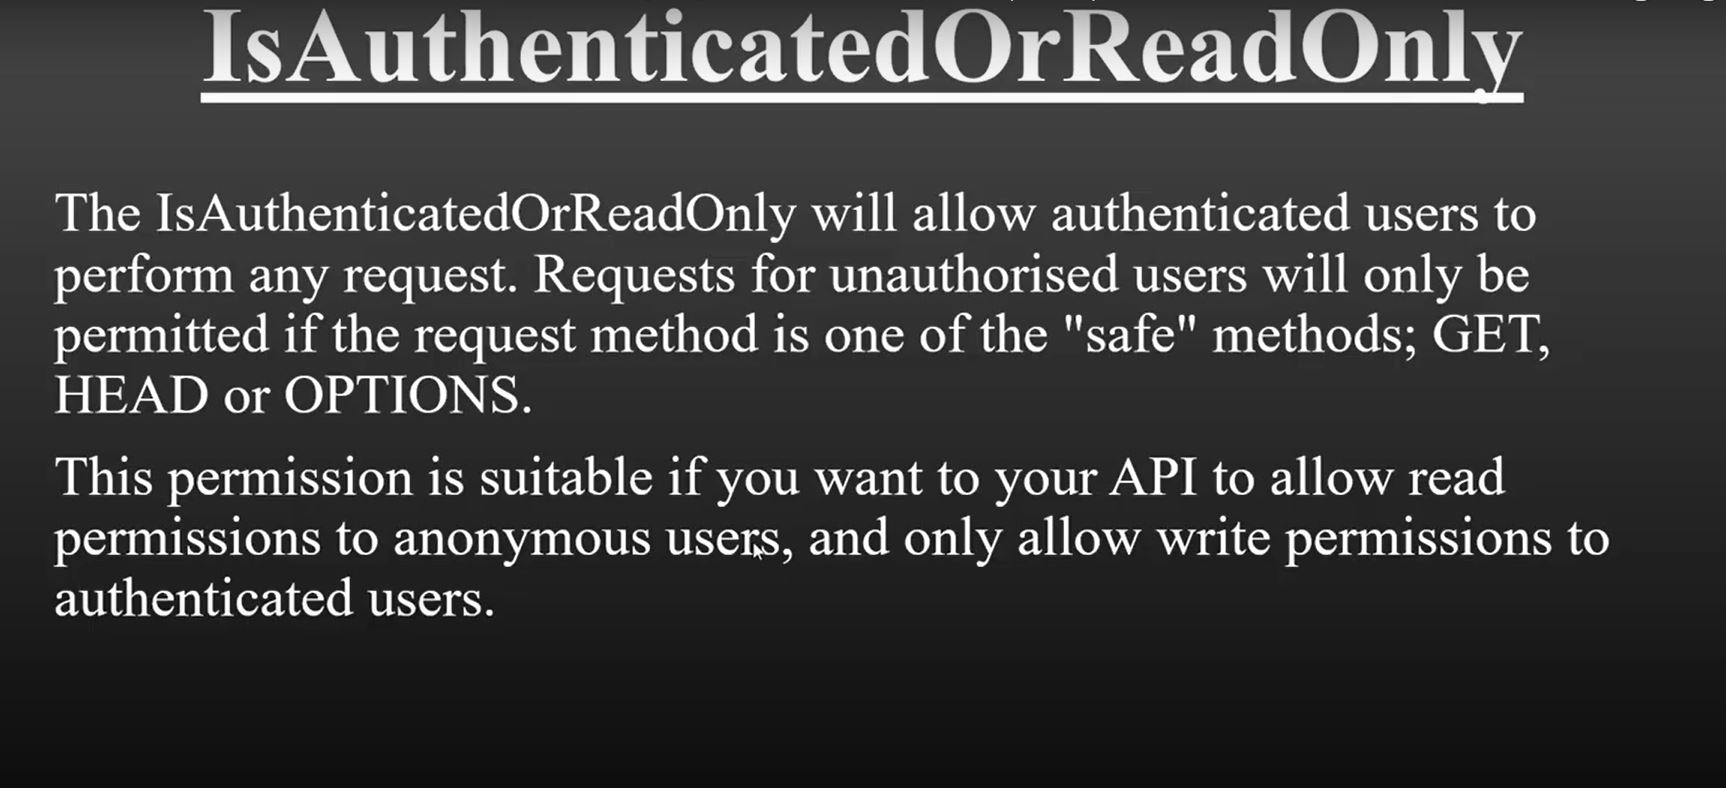 IsAuthenticatedOrReadOnly
The IsAuthenticatedOrReadOnly will allow authenticated users to
perform any request. Requests for unauthorised users will only be
permitted if the request method is one of the "safe" methods; GET,
HEAD or OPTIONS.
This permission is suitable if you want to your API to allow read
permissions to anonymous users, and only allow write permissions to
authenticated users.